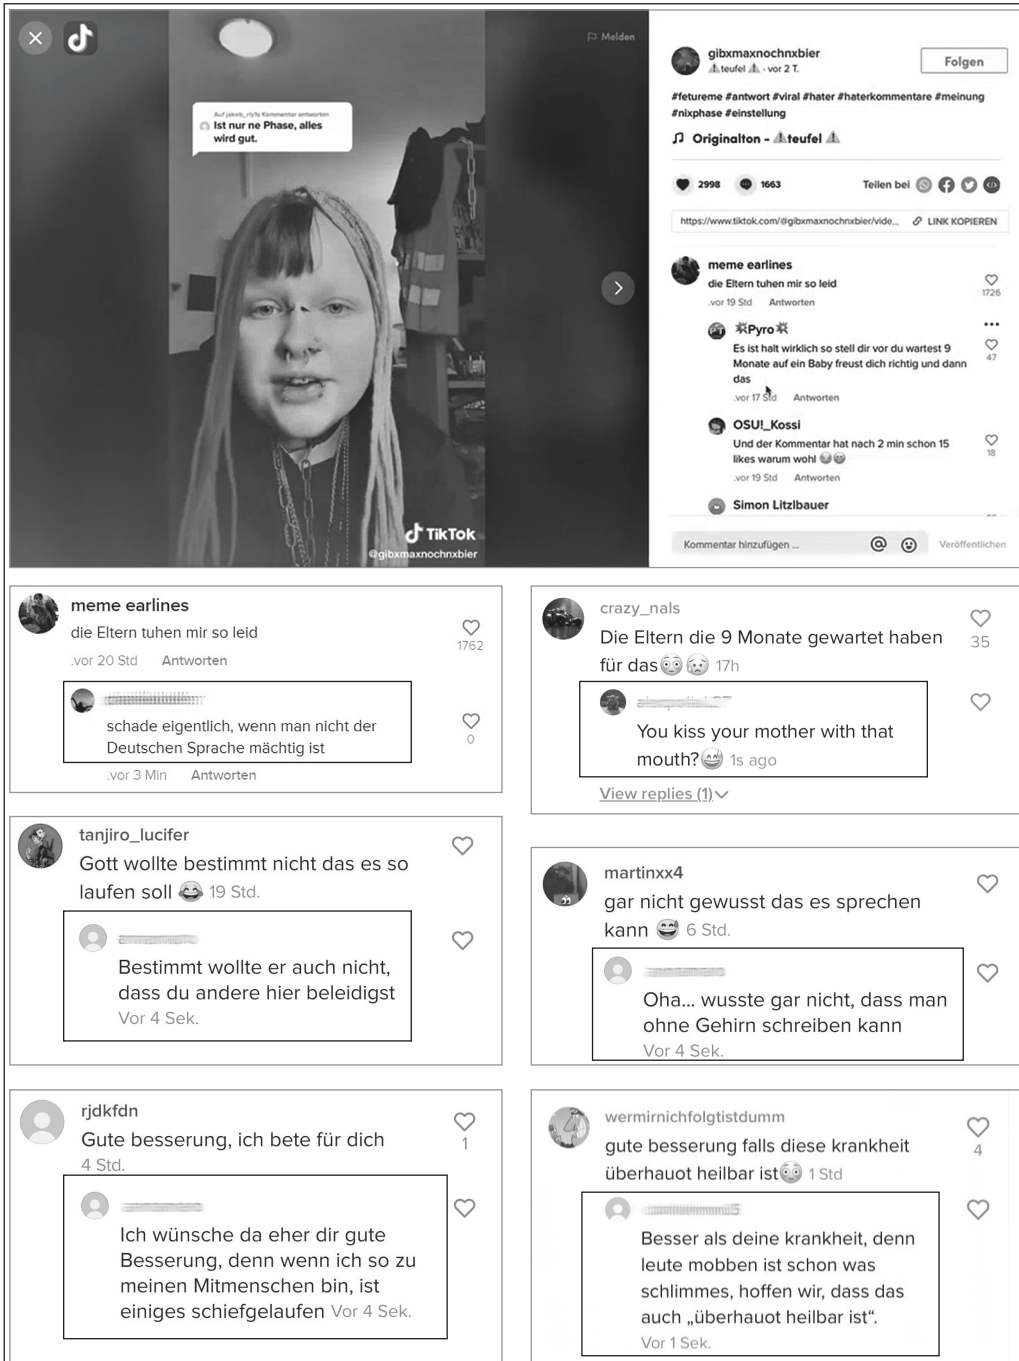 Melden
Auf jakob_rly1s Kommentar antworten
Ist nur ne Phase, alles
wird gut.
TikTok
@gibxmaxnochnxbier
gibxmaxnochnxbier
teufel - vor 2 T.
Folgen
#fetureme #antwort #viral #hater #haterkommentare #meinung
#nixphase #einstellung
Originalton - teufel
2998
1663
Teilen bei
https://www.tiktok.com/@gibxmaxnochnxbier/vide...
LINK KOPIEREN
meme earlines
die Eltern tuhen mir so leid
.vor 19 Std Antworten
1726
PT
Pyro
Es ist halt wirklich so stell dir vor du wartest 9
Monate auf ein Baby freust dich richtig und dann
das
.vor 17 Std Antworten
47
OSU!_Kossi
Und der Kommentar hat nach 2 min schon 15
likes warum wohl
.vor 19 Std Antworten
18
Simon Litzlbauer
Kommentar hinzufügen ...
Veröffentlichen
meme earlines
die Eltern tuhen mir so leid
.vor 20 Std Antworten
1762
schade eigentlich, wenn man nicht der
Deutschen Sprache mächtig ist
0
.vor 3 Min Antworten
crazy_nals
Die Eltern die 9 Monate gewartet haben
für das 17h
35
You kiss your mother with that
mouth? 1s ago
View replies (1)
tanjiro_lucifer
Gott wollte bestimmt nicht das es so
laufen soll 19 Std.
Bestimmt wollte er auch nicht,
dass du andere hier beleidigst
Vor 4 Sek.
martinxx4
gar nicht gewusst das es sprechen
kann 6 Std.
Oha... wusste gar nicht, dass man
ohne Gehirn schreiben kann
Vor 4 Sek.
rjdkfdn
Gute besserung, ich bete für dich
4 Std.
1
Ich wünsche da eher dir gute
Besserung, denn wenn ich so zu
meinen Mitmenschen bin, ist
einiges schiefgelaufen Vor 4 Sek.
wermirnichfolgtistdumm
gute besserung falls diese krankheit
überhauot heilbar ist 1 Std
4
Besser als deine krankheit, denn
leute mobben ist schon was
schlimmes, hoffen wir, dass das
auch „überhauot heilbar ist“.
Vor 1 Sek.